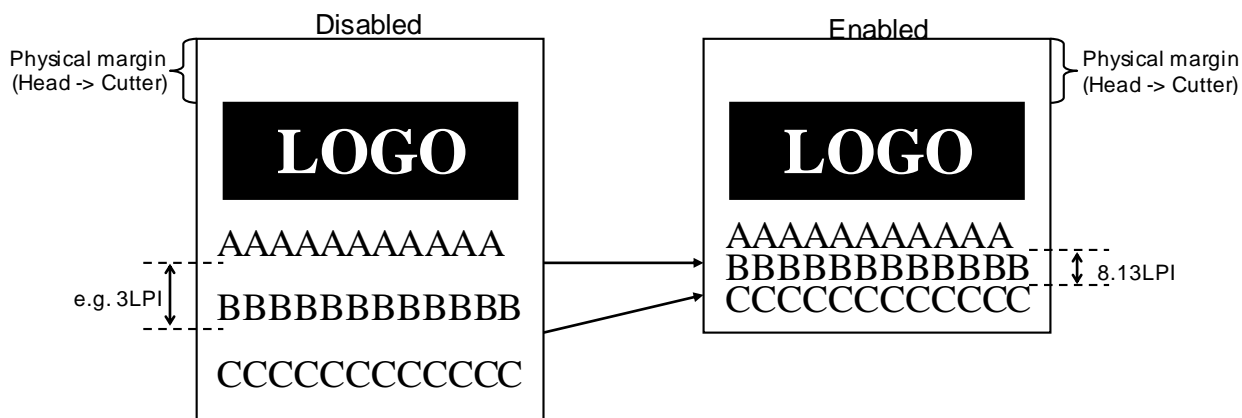 Disabled
Enabled
Physical margin
(Head -> Cutter)
Physical margin
(Head -> Cutter)
LOGO
LOGO
AAAAAAAAAAA
AAAAAAAAAAA
e.g. 3LPI
BBBBBBBBBBBB
BBBBBBBBBBBB
8.13LPI
CCCCCCCCCCCC
CCCCCCCCCCCC